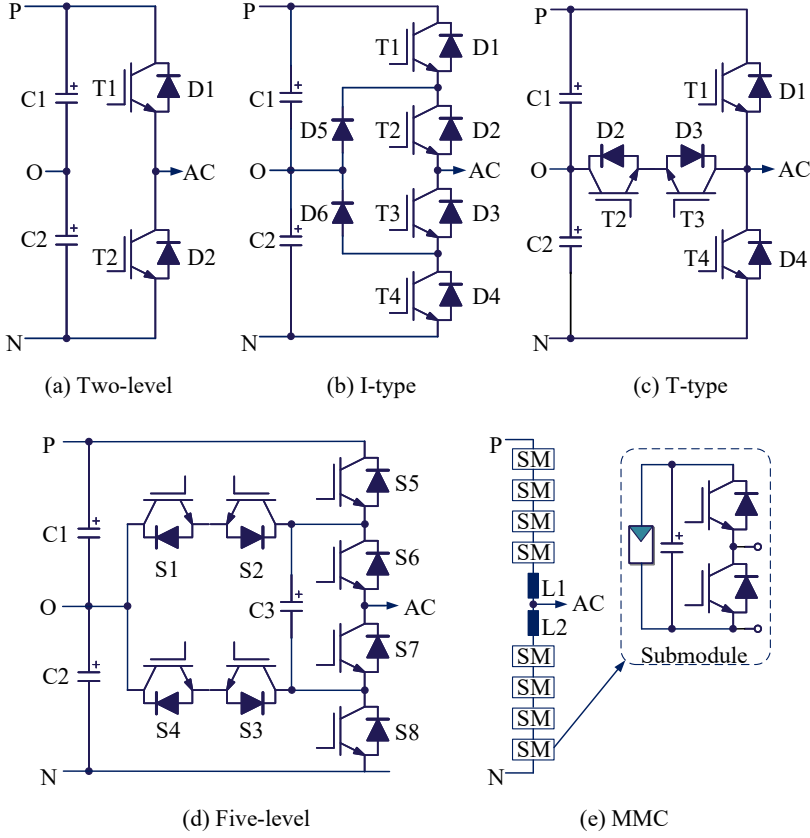 P
C1
+
O
C2
+
N
T1
D1
AC
T2
D2
(a) Two-level
P
C1
+
O
C2
+
N
D5
D6
T1
D1
T2
D2
AC
T3
D3
T4
D4
(b) I-type
P
C1
+
O
C2
+
N
D2
D3
T2
T3
T1
D1
AC
T4
D4
(c) T-type
P
C1
+
O
C2
+
N
S1
S2
S4
S3
C3
+
S5
S6
AC
S7
S8
(d) Five-level
P
SM
SM
SM
SM
L1
AC
L2
SM
SM
SM
SM
N
+
Submodule
(e) MMC